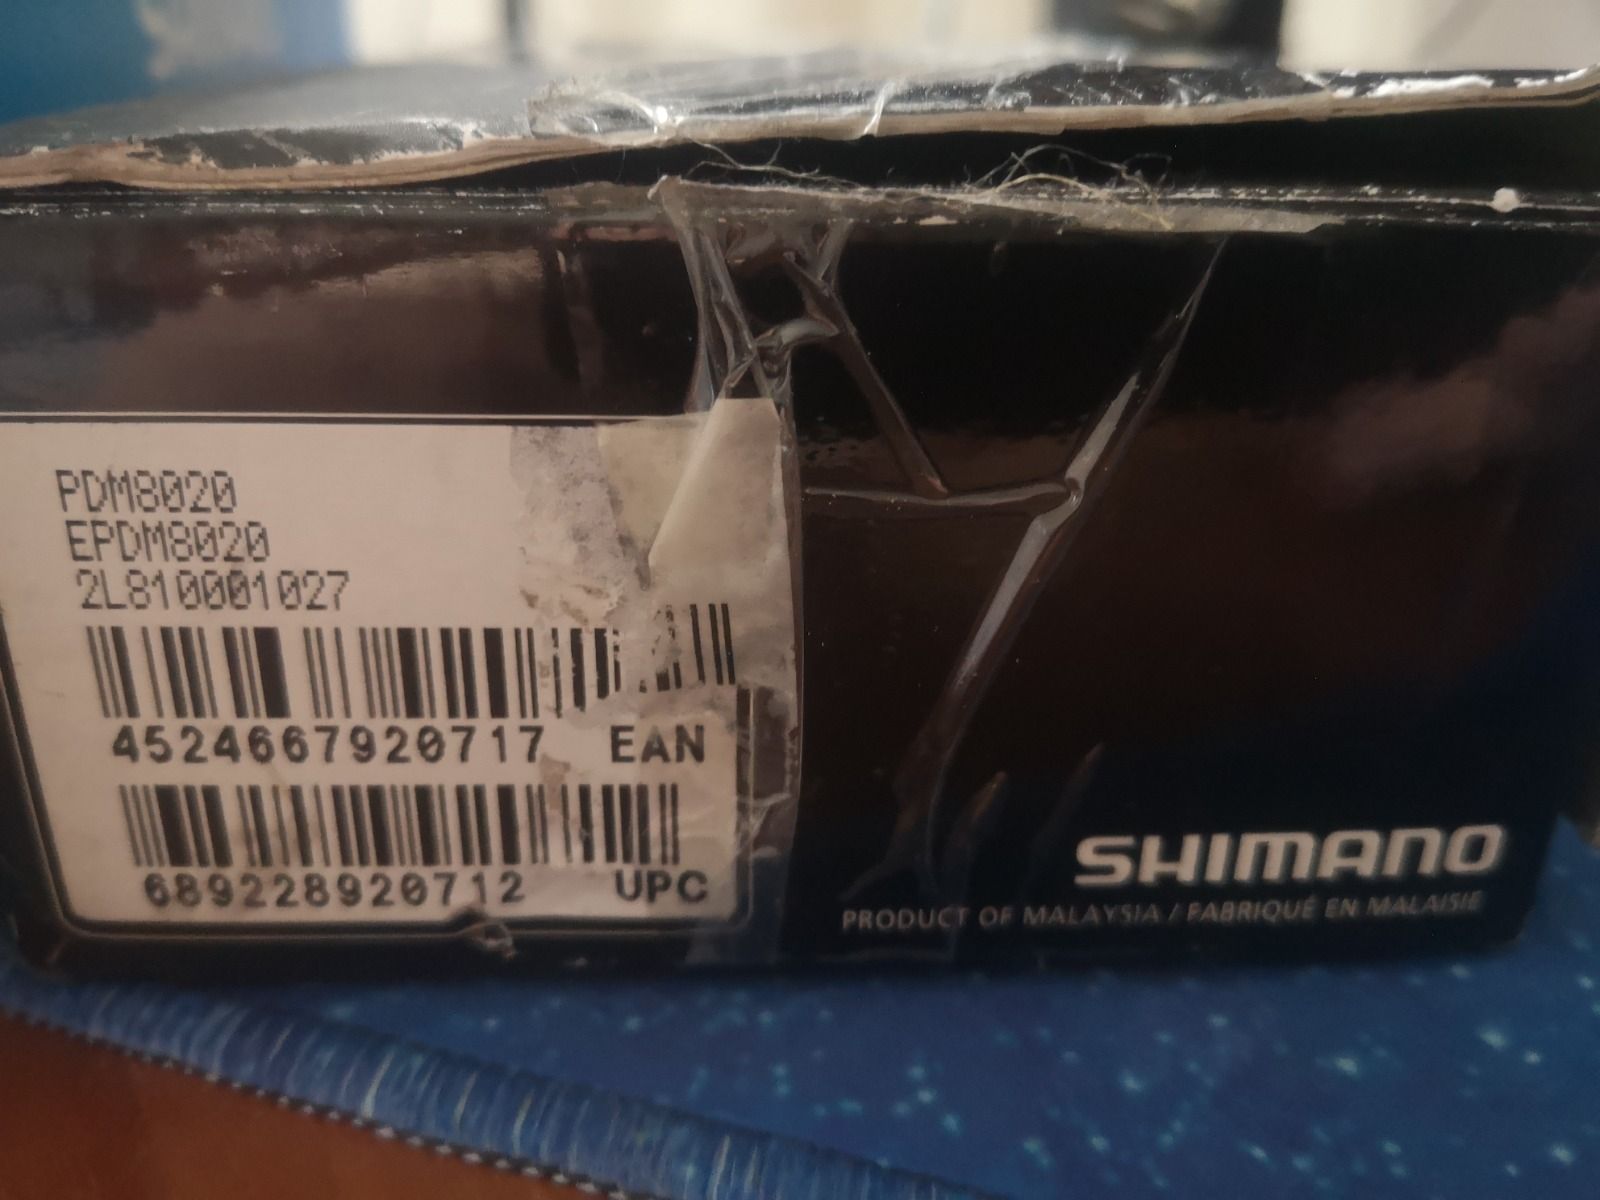 PDM8020
EPDM8020
2L810001027
4524667920717 EAN
689228920712 UPC
SHIMANO
PRODUCT OF MALAYSIA / FABRIQUÉ EN MALAISIE